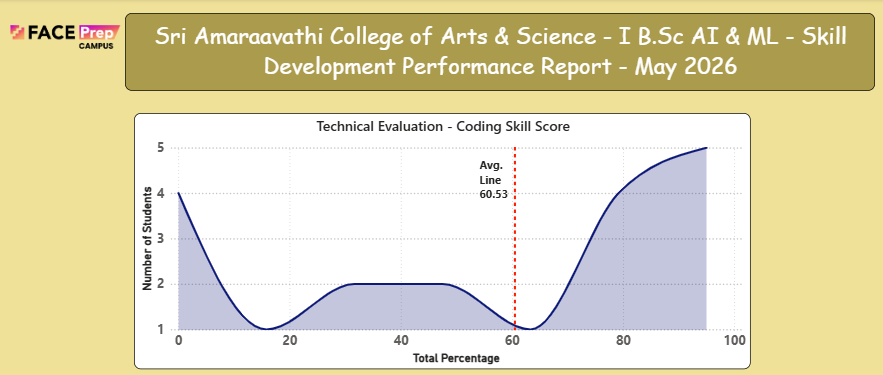 FACE Prep
CAMPUS
Sri Amaraavathi College of Arts & Science - I B.Sc AI & ML - Skill
Development Performance Report - May 2026
Technical Evaluation - Coding Skill Score
Number of Students
5
4
3
2
1
Avg.
Line
60.53
0 20 40 60 80 100
Total Percentage